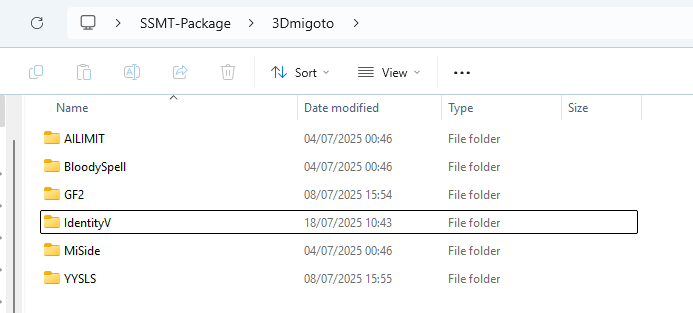 SSMT-Package > 3Dmigoto >
Sort View ...
Name Date modified Type Size
AILIMIT 04/07/2025 00:46 File folder
BloodySpell 04/07/2025 00:46 File folder
GF2 08/07/2025 15:54 File folder
IdentityV 18/07/2025 10:43 File folder
MiSide 04/07/2025 00:46 File folder
YYSLS 08/07/2025 15:55 File folder